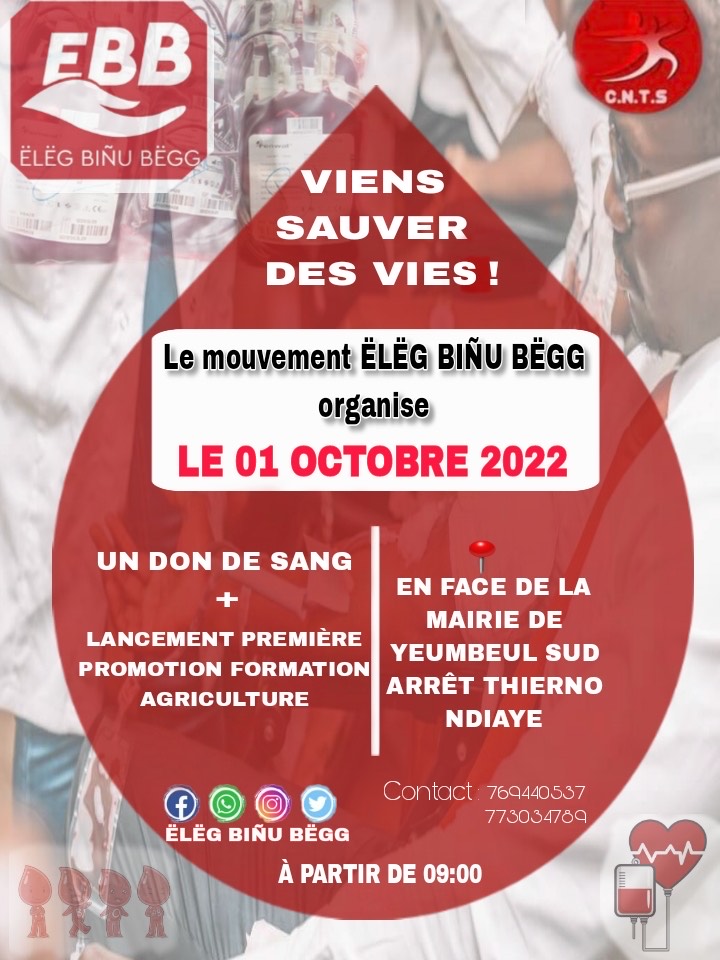 EBB
ËLËG BIÑU BËGG
C.N.T.S
VIENS
SAUVER
DES VIES !
Le mouvement ËLËG BIÑU BËGG
organise
LE 01 OCTOBRE 2022
UN DON DE SANG
+
LANCEMENT PREMIÈRE
PROMOTION FORMATION
AGRICULTURE
EN FACE DE LA
MAIRIE DE
YEUMBEUL SUD
ARRÊT THIERNO
NDIAYE
Contact : 769440537
773034789
ËLËG BIÑU BËGG
À PARTIR DE 09:00